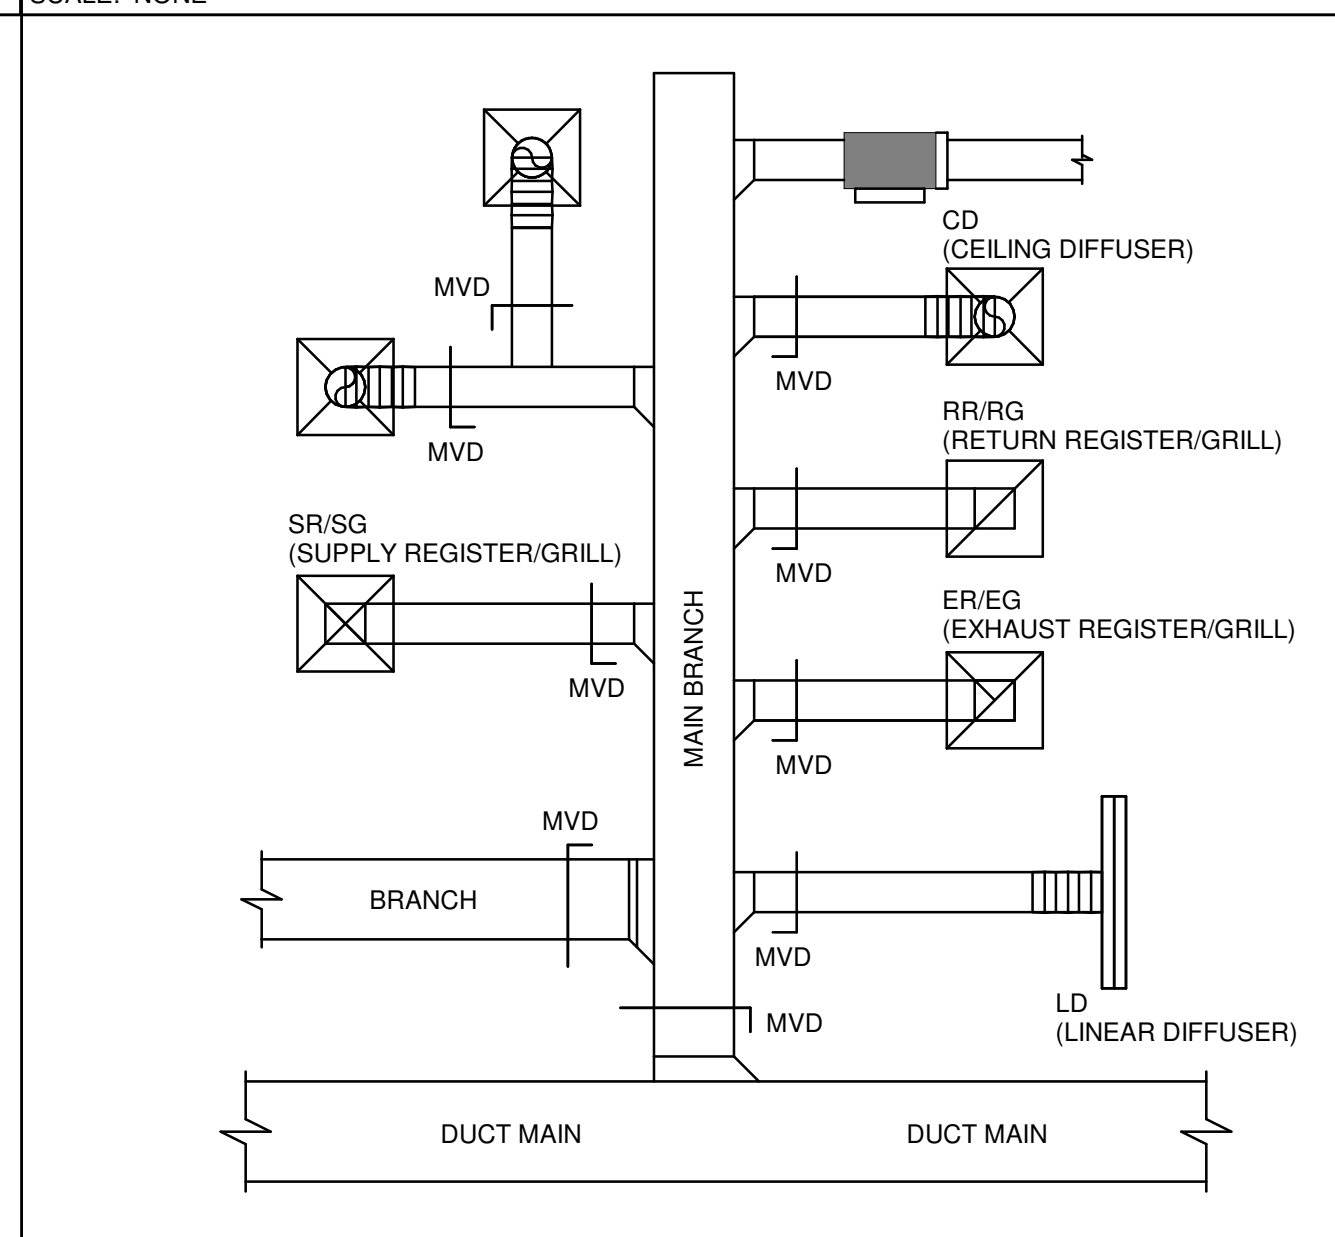 SCALE: NONE
CD
(CEILING DIFFUSER)
MVD
MVD
RR/RG
(RETURN REGISTER/GRILL)
MVD
SR/SG
(SUPPLY REGISTER/GRILL)
MVD
ER/EG
(EXHAUST REGISTER/GRILL)
MAIN BRANCH
MVD
MVD
MVD
BRANCH
MVD
LD
(LINEAR DIFFUSER)
MVD
DUCT MAIN
DUCT MAIN